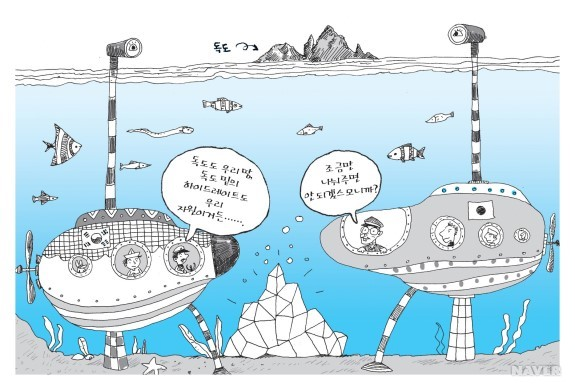 독도
독도도 우리 땅,
독도 밑의
하이드레이트도
우리
자원이거든.......
조금만
나눠주면
안 되겠스므니까?
NAVER